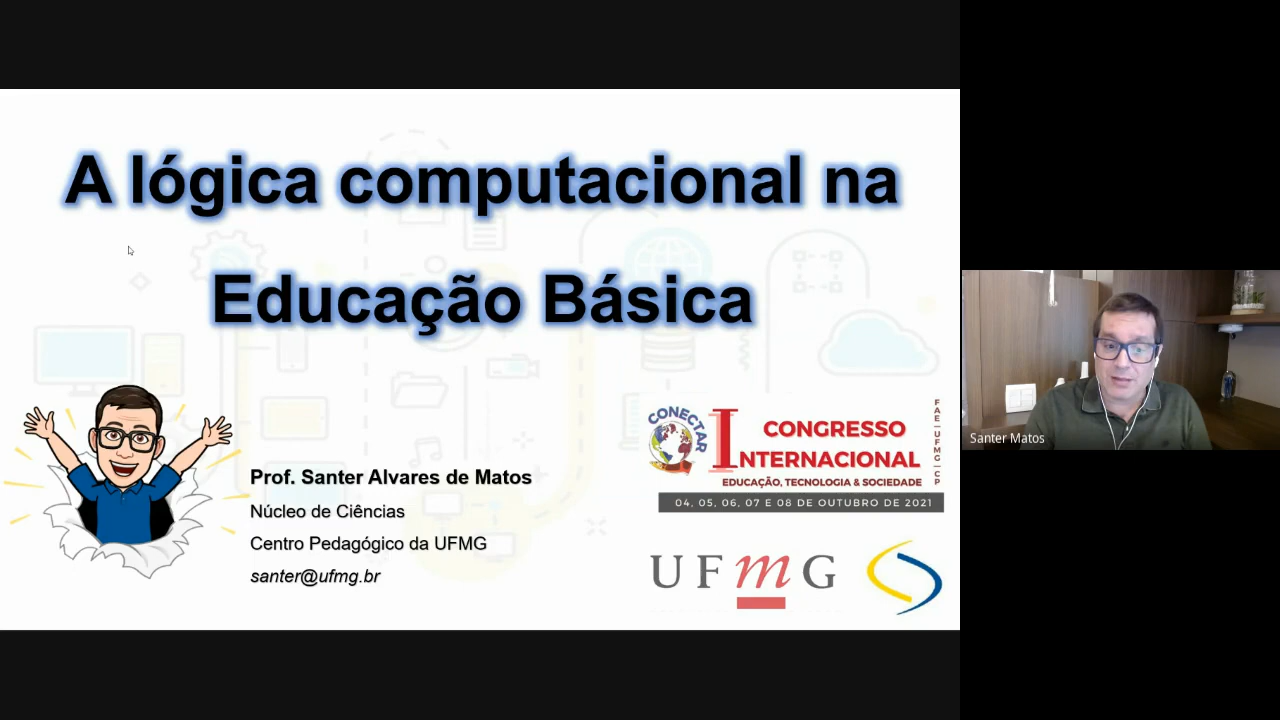 A lógica computacional na
Educação Básica
Prof. Santer Alvares de Matos
Núcleo de Ciências
Centro Pedagógico da UFMG
santer@ufmg.br
CONECTAR
I CONGRESSO
INTERNACIONAL
EDUCAÇÃO, TECNOLOGIA & SOCIEDADE
FAE—UFMG—CP
04, 05, 06, 07 E 08 DE OUTUBRO DE 2021
UFmG
Santer Matos